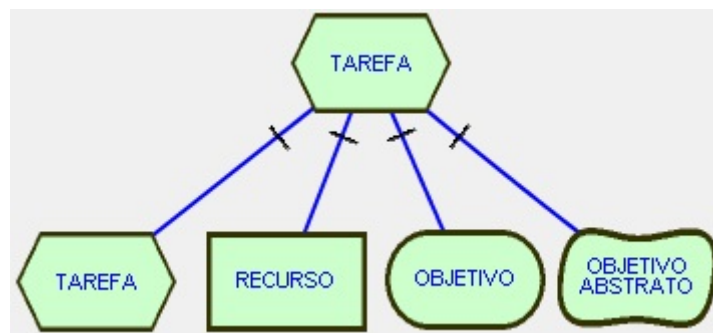 TAREFA
TAREFA
RECURSO
OBJETIVO
OBJETIVO
ABSTRATO